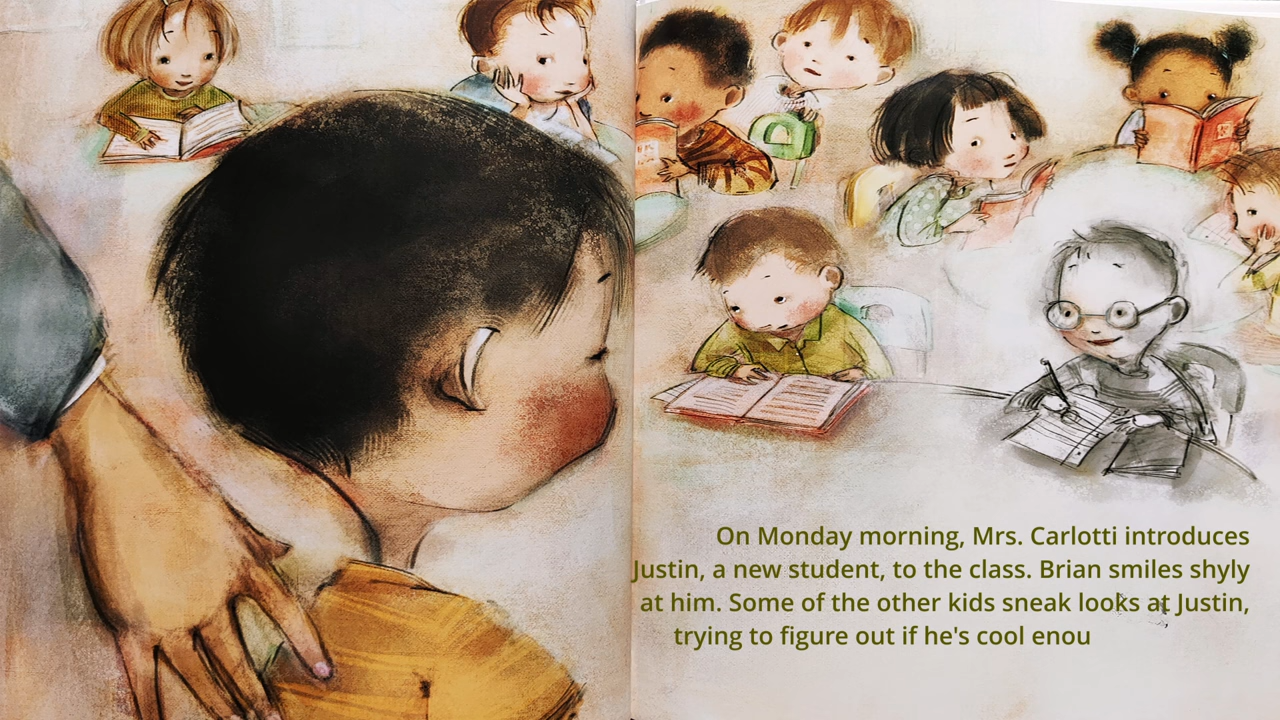 On Monday morning, Mrs. Carlotti introduces
Justin, a new student, to the class. Brian smiles shyly
at him. Some of the other kids sneak looks at Justin,
trying to figure out if he's cool enou